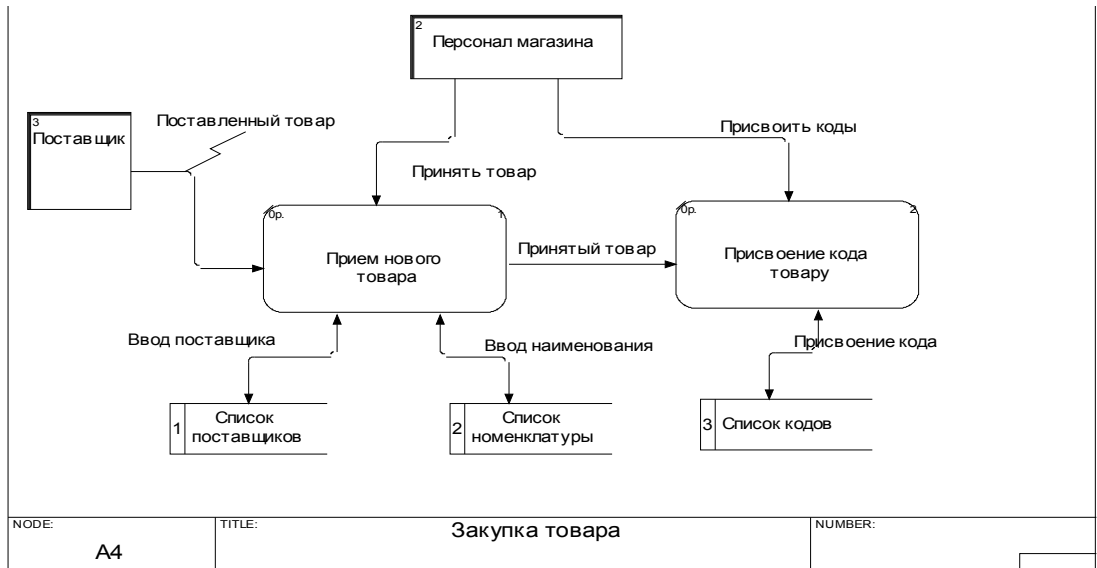 2
Персонал магазина
3
Поставщик
Поставленный товар
Присвоить коды
Принять товар
0р.
1
Прием нового
товара
Принятый товар
0р.
2
Присвоение кода
товару
Ввод поставщика
Ввод наименования
Присвоение кода
1
Список
поставщиков
2
Список
номенклатуры
3
Список кодов
NODE:
A4
TITLE:
Закупка товара
NUMBER: